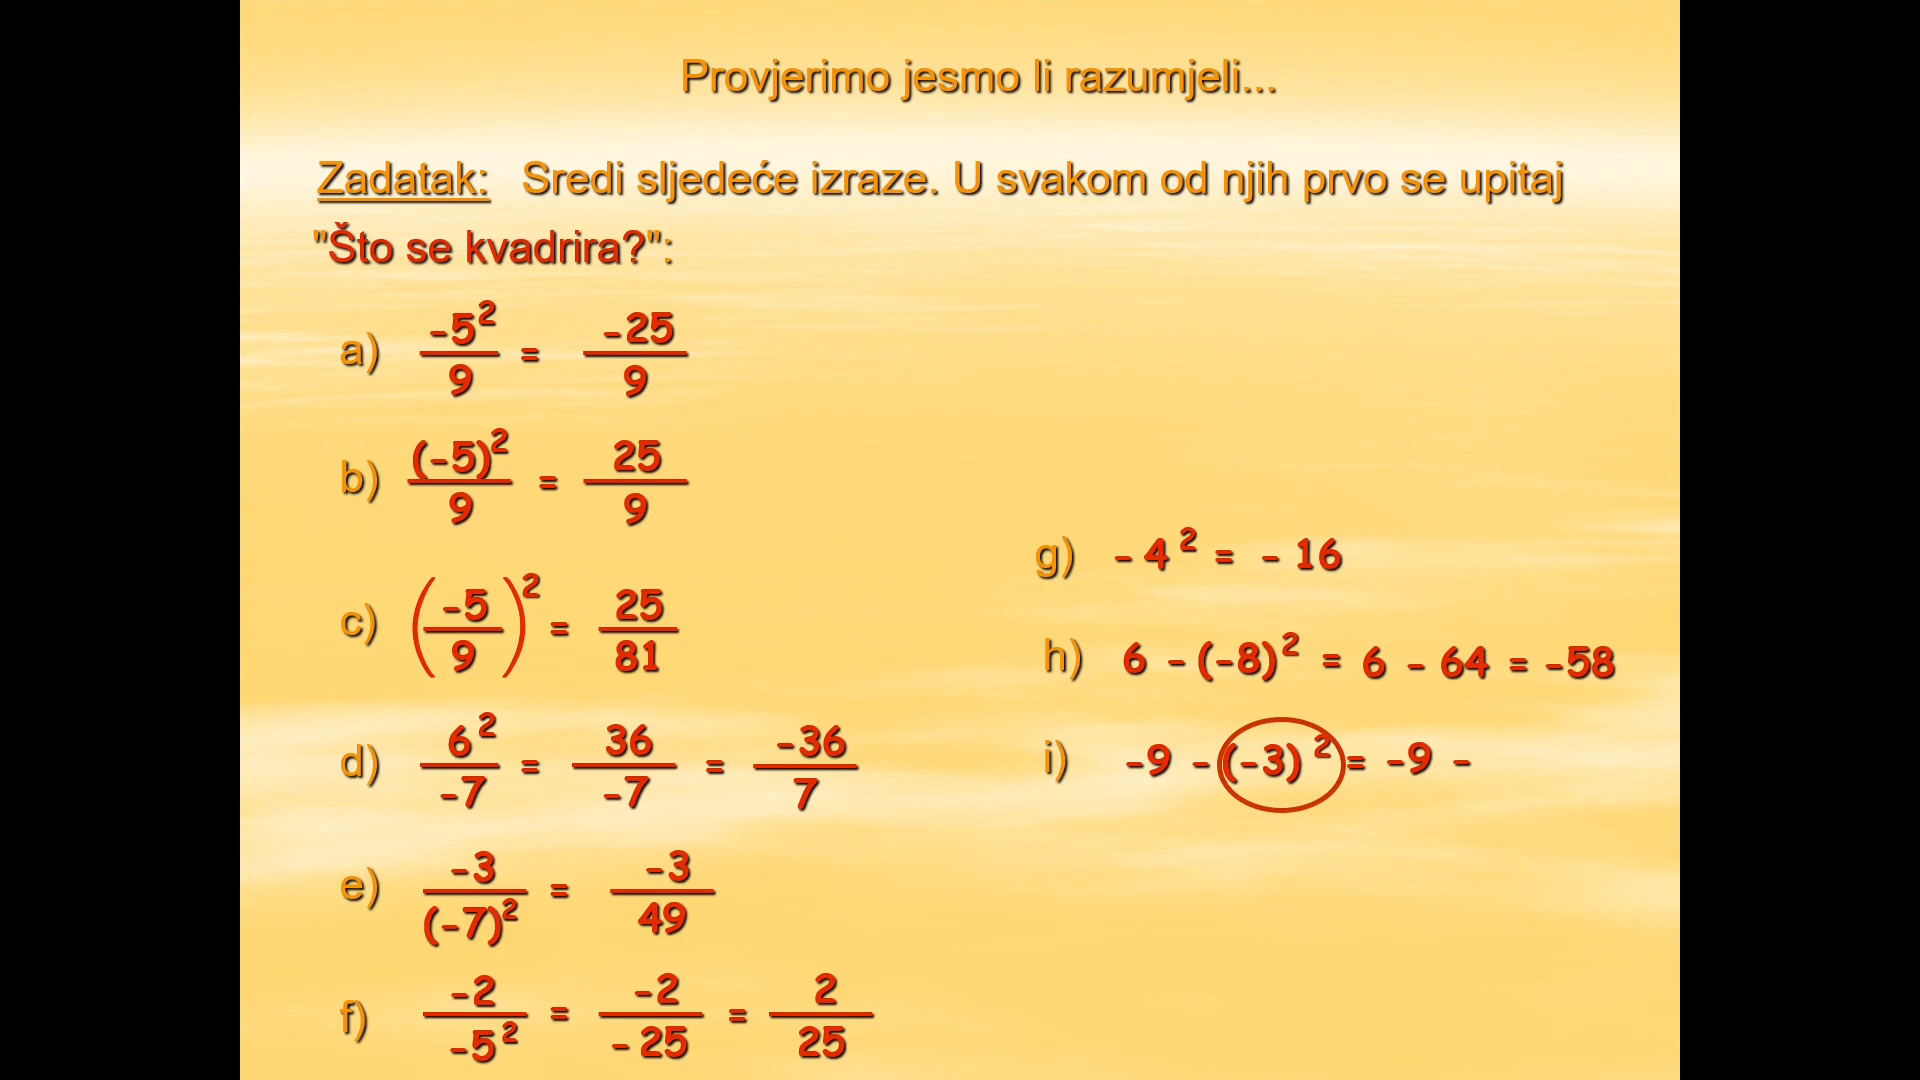 Provjerimo jesmo li razumjeli...
Zadatak: Sredi sljedeće izraze. U svakom od njih prvo se upitaj
"Što se kvadrira?":
a) -5²/9 = -25/9
b) (-5)²/9 = 25/9
c) (-5/9)² = 25/81
d) 6²/-7 = 36/-7 = -36/7
e) -3/(-7)² = -3/49
f) -2/-5² = -2/-25 = 2/25
g) -4² = -16
h) 6 -(-8)² = 6 - 64 = -58
i) -9 -(-3)² = -9 -